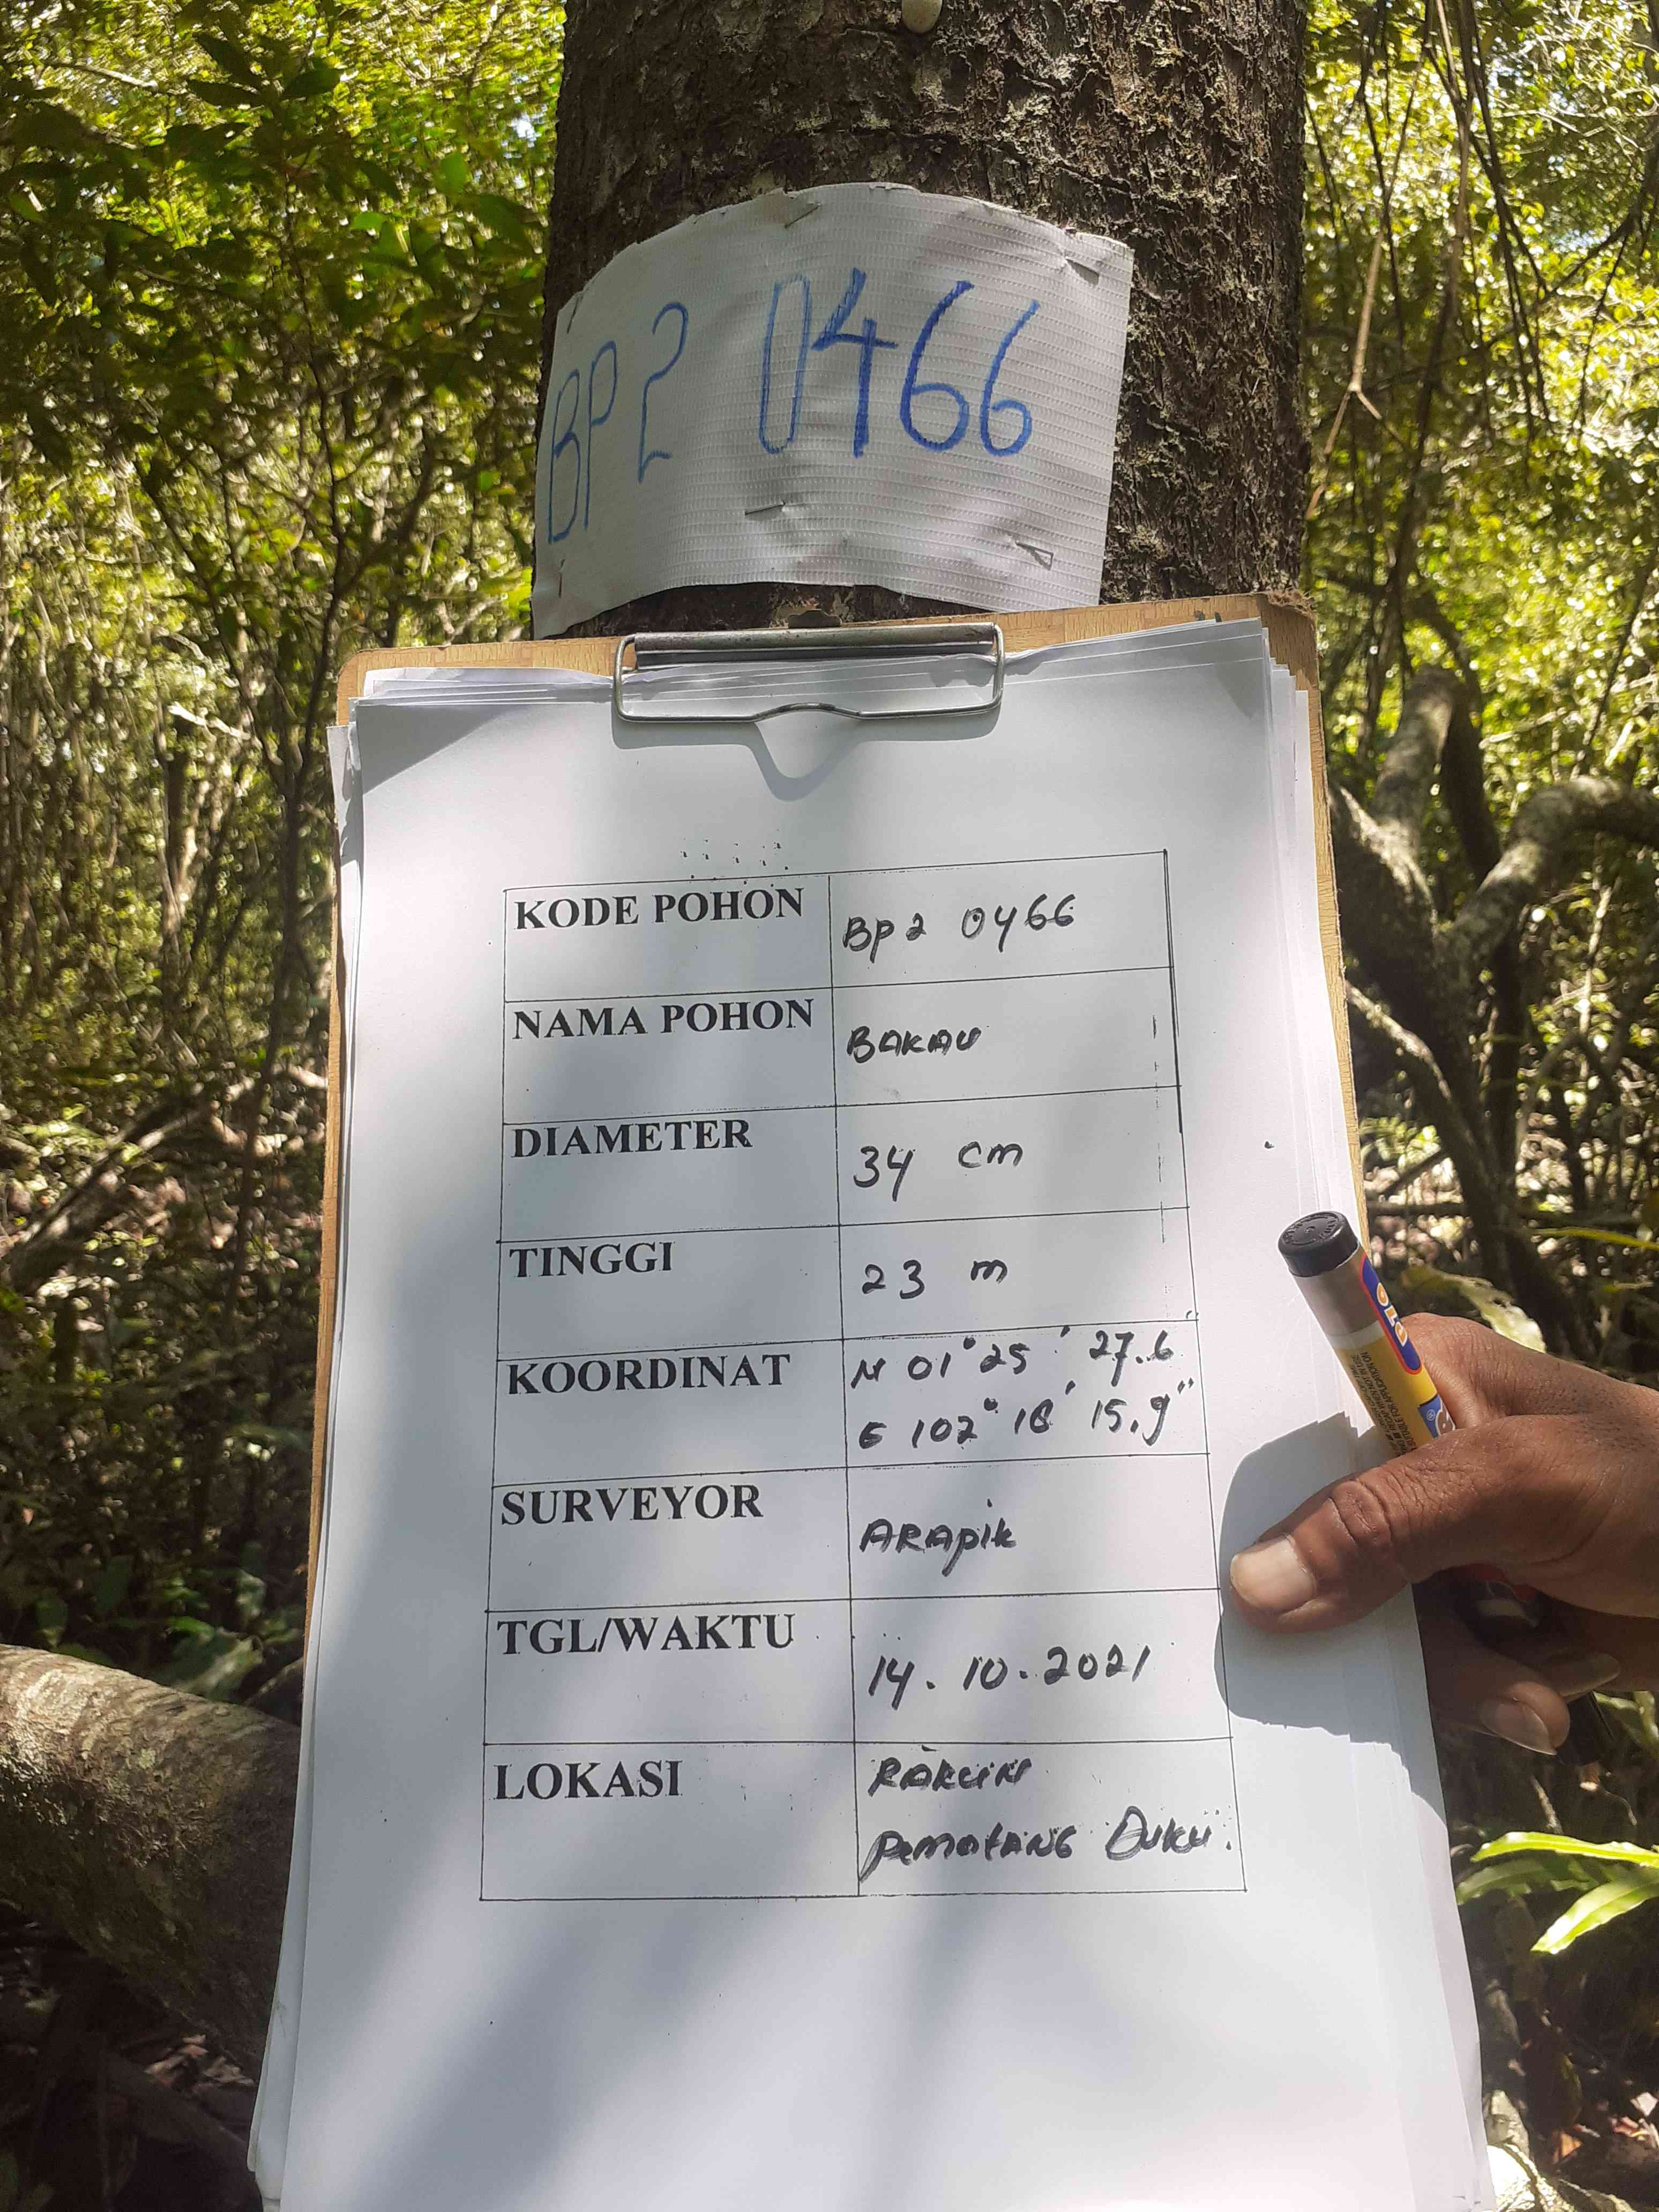 BP2 0466
KODE POHON BP2 0466
NAMA POHON BAKAU
DIAMETER 34 cm
TINGGI 23 m
KOORDINAT N 01° 25' 27.6"
E 102° 18' 15.9"
SURVEYOR ARAPIK
TGL/WAKTU 14.10.2021
LOKASI RAKUN
PEMATANG DUKU.